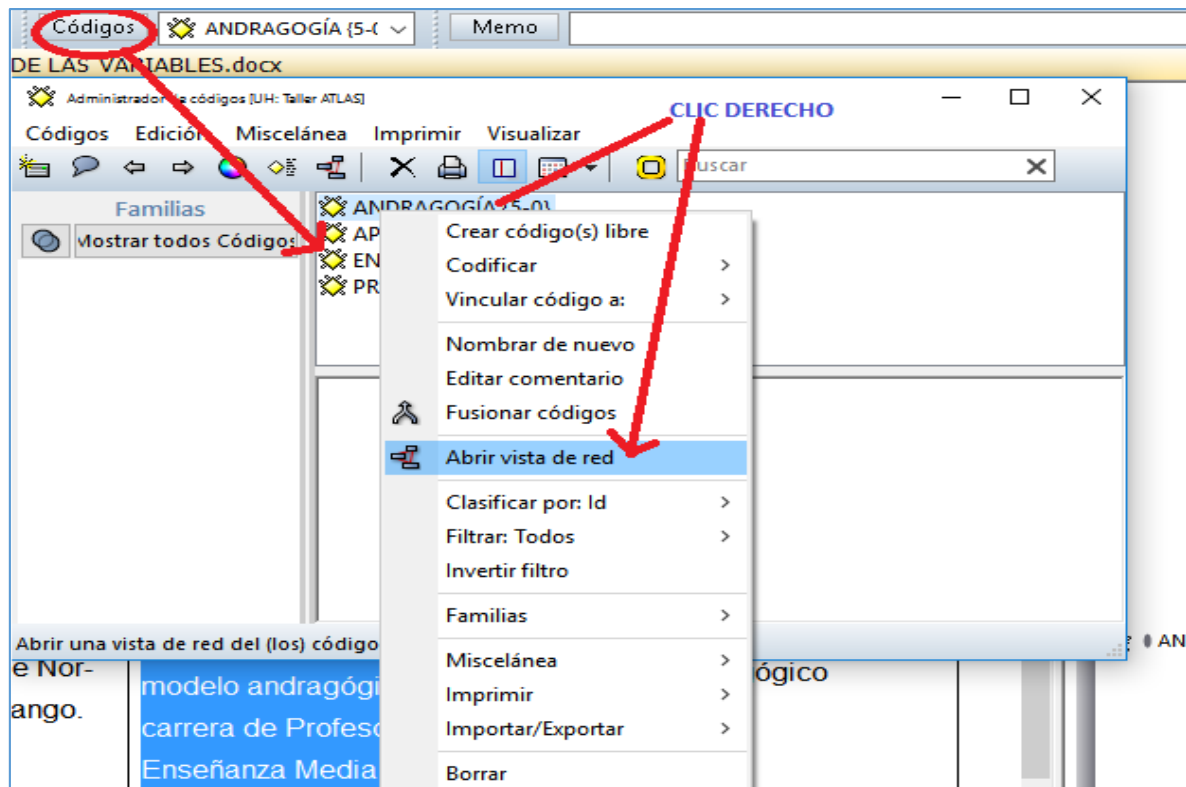 Códigos ANDRAGOGÍA {5-0 Memo
DE LAS VARIABLES.docx
Administrador de códigos [UH: Taller ATLAS]
CLIC DERECHO
Códigos Edición Miscelánea Imprimir Visualizar
Buscar
Familias
Mostrar todos Códigos
ANDRAGOGÍA {5-0}
AP
EN
PR
Crear código(s) libre
Codificar
Vincular código a:
Nombrar de nuevo
Editar comentario
Fusionar códigos
Abrir vista de red
Clasificar por: Id
Filtrar: Todos
Invertir filtro
Familias
Miscelánea
Imprimir
Importar/Exportar
Borrar
Abrir una vista de red del (los) código
AN
e Nor-
ango.
modelo andragógi
carrera de Profeso
Enseñanza Media
ógico